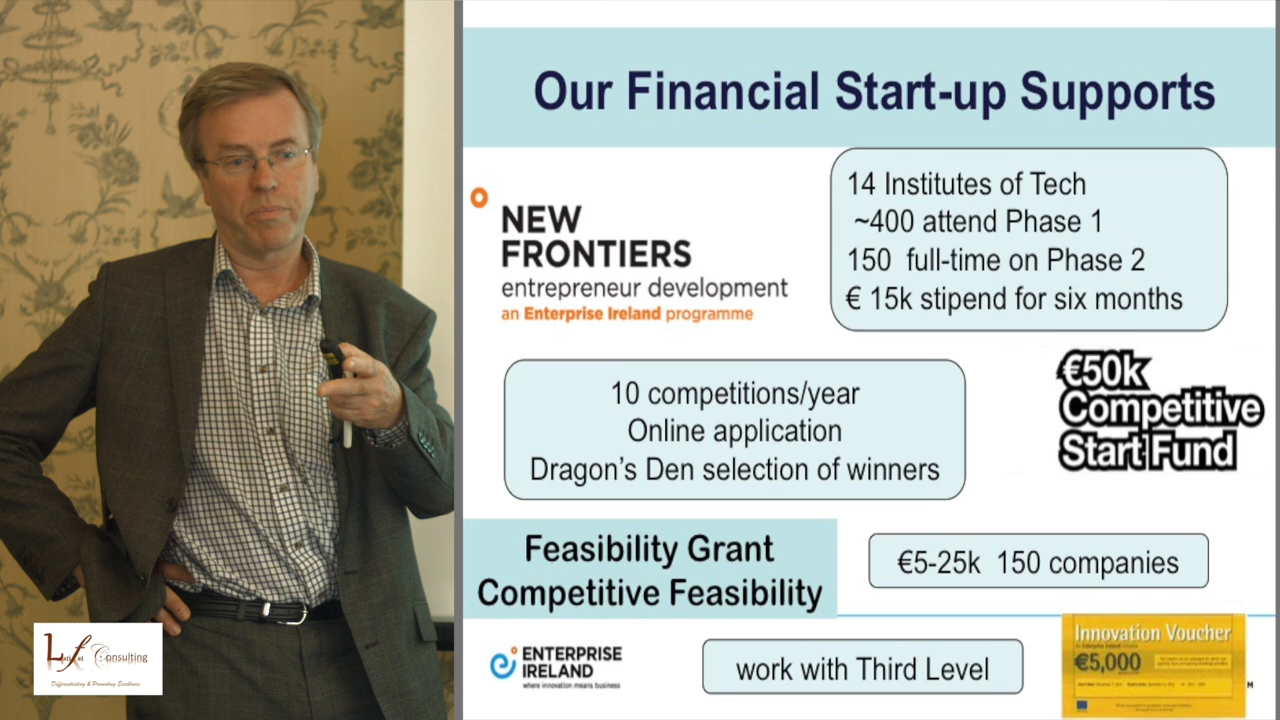 Our Financial Start-up Supports
NEW
FRONTIERS
entrepreneur development
an Enterprise Ireland programme
14 Institutes of Tech
~400 attend Phase 1
150 full-time on Phase 2
€ 15k stipend for six months
10 competitions/year
Online application
Dragon's Den selection of winners
€50k
Competitive
Start Fund
Feasibility Grant
Competitive Feasibility
€5-25k 150 companies
ENTERPRISE
IRELAND
where innovation means business
work with Third Level
Innovation Voucher
€5,000
M
Consulting
Differentiating & Promoting Excellence